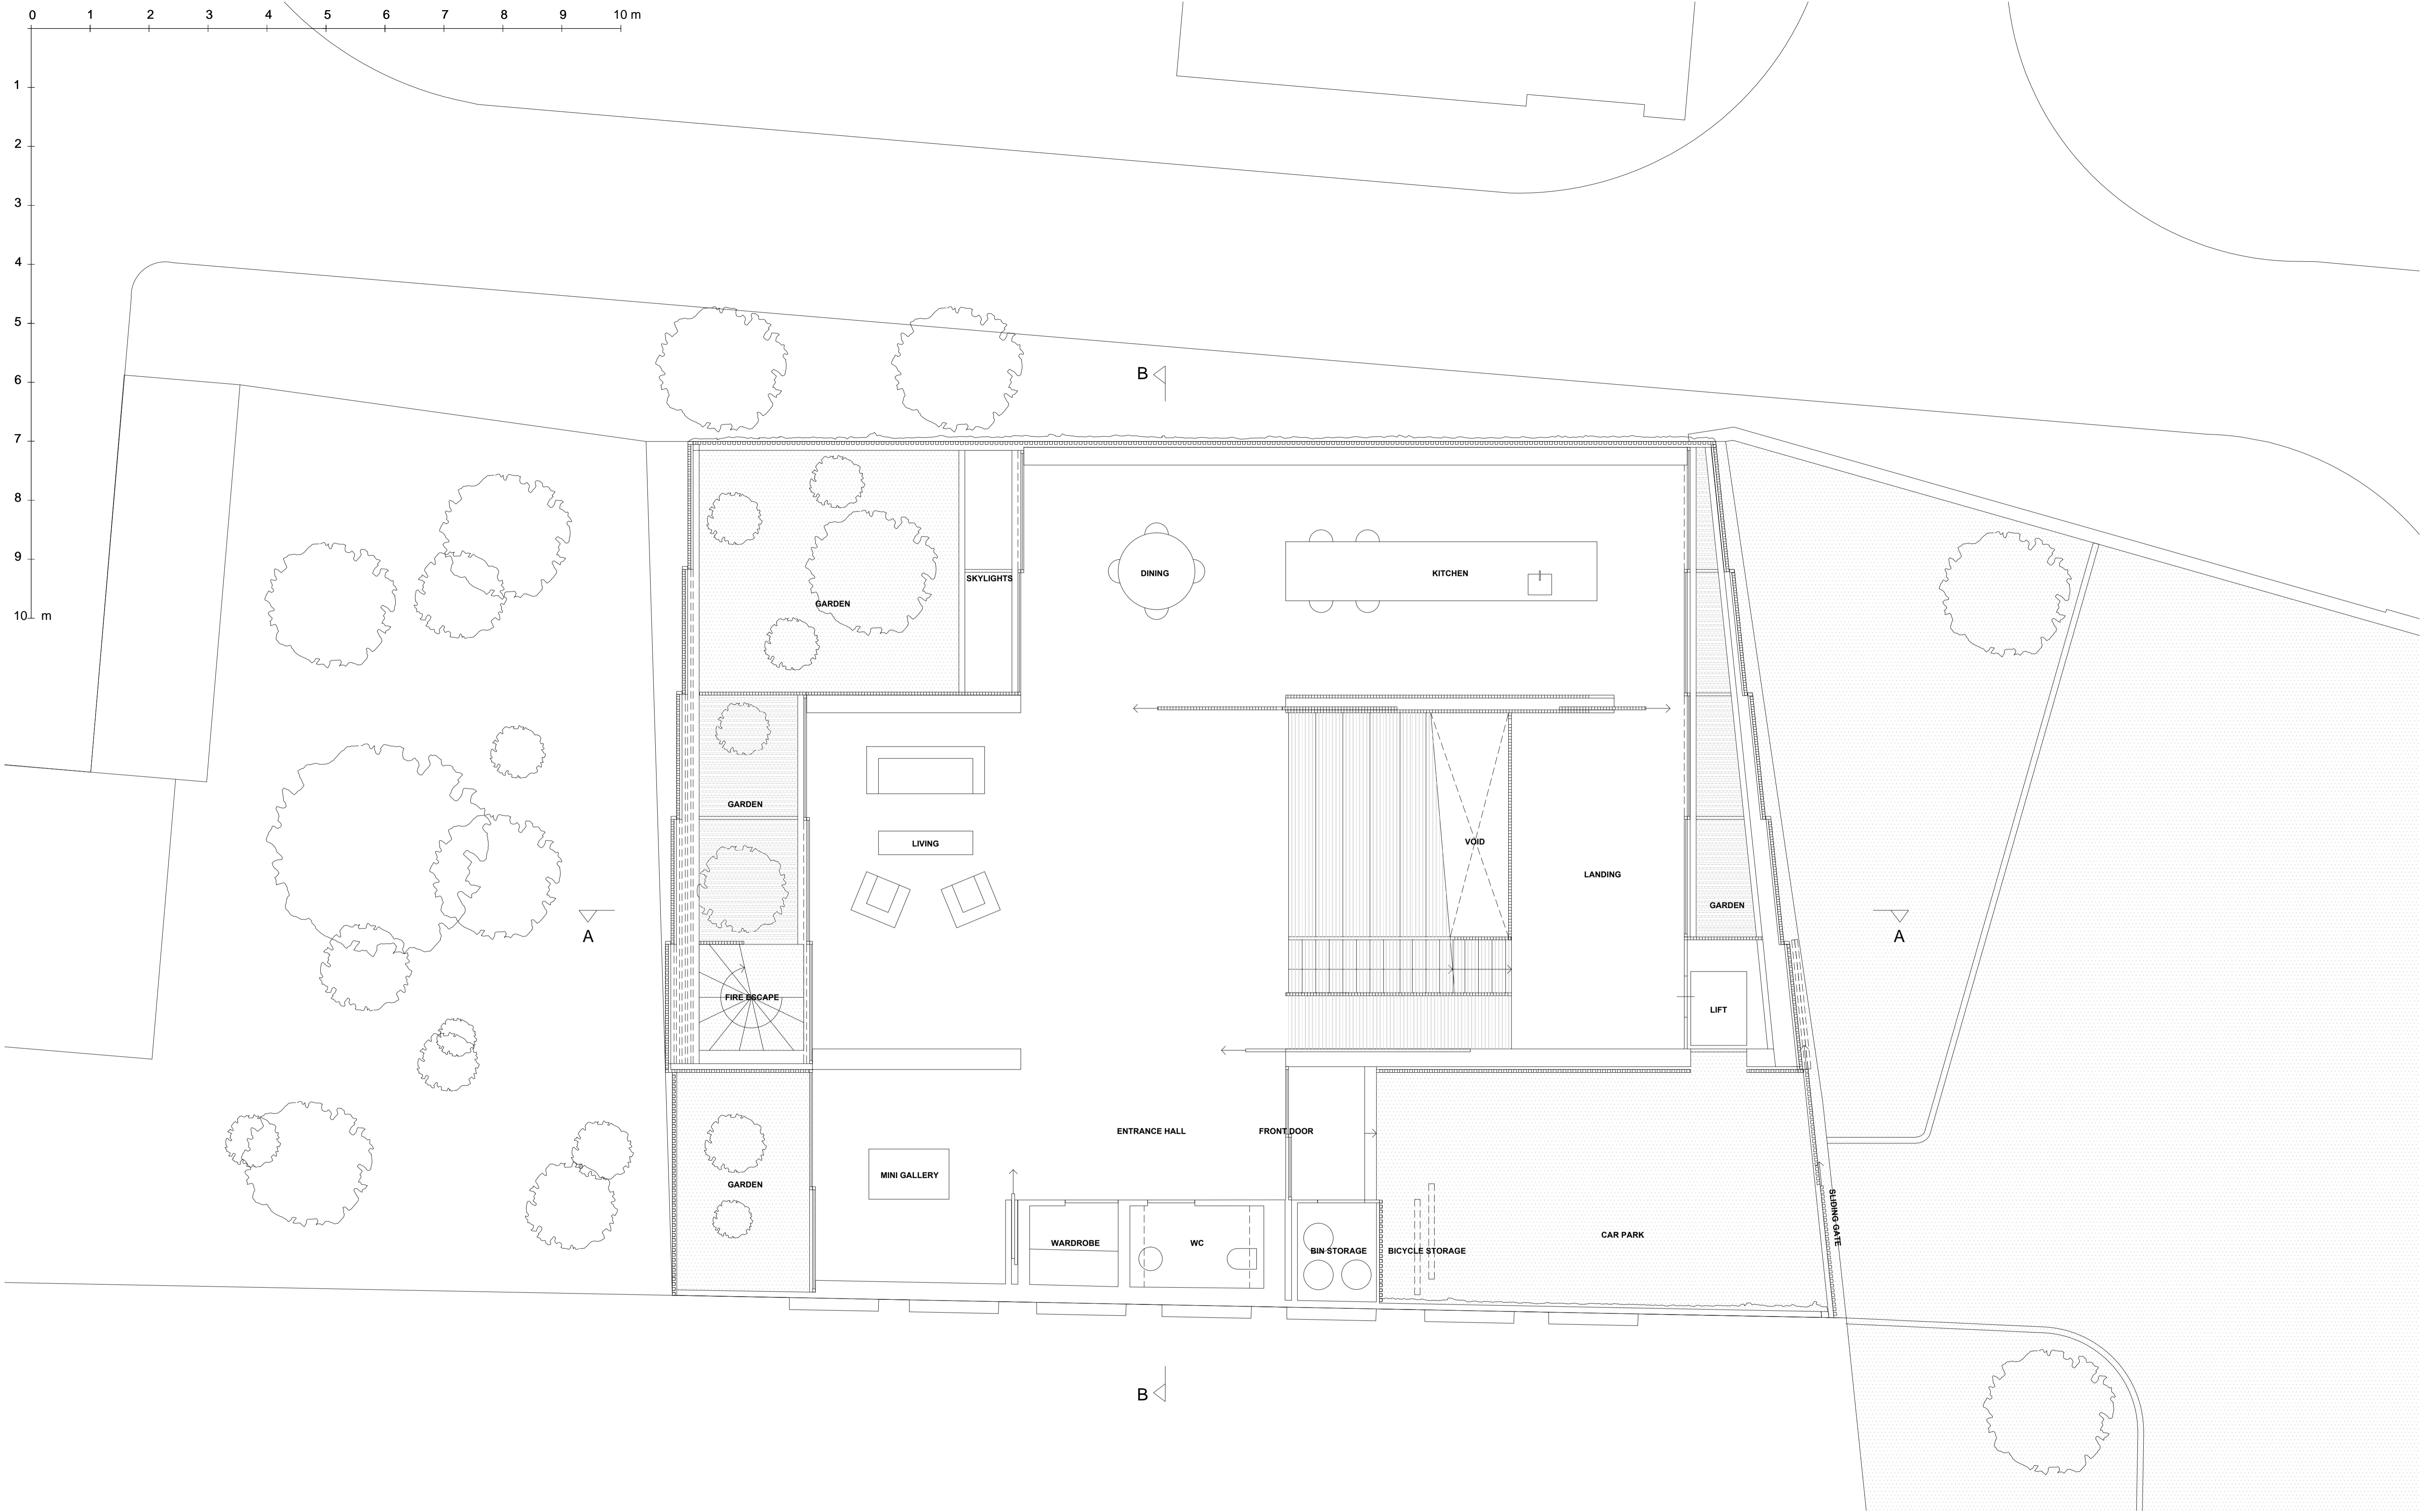 0 1 2 3 4 5 6 7 8 9 10 m
1
2
3
4
5
6
7
8
9
10 m
B
DINING
KITCHEN
SKYLIGHTS
GARDEN
GARDEN
LIVING
VOID
LANDING
GARDEN
A
A
FIRE ESCAPE
LIFT
ENTRANCE HALL
FRONT DOOR
MINI GALLERY
GARDEN
SLIDING GATE
CAR PARK
WARDROBE
WC
BIN STORAGE
BICYCLE STORAGE
B